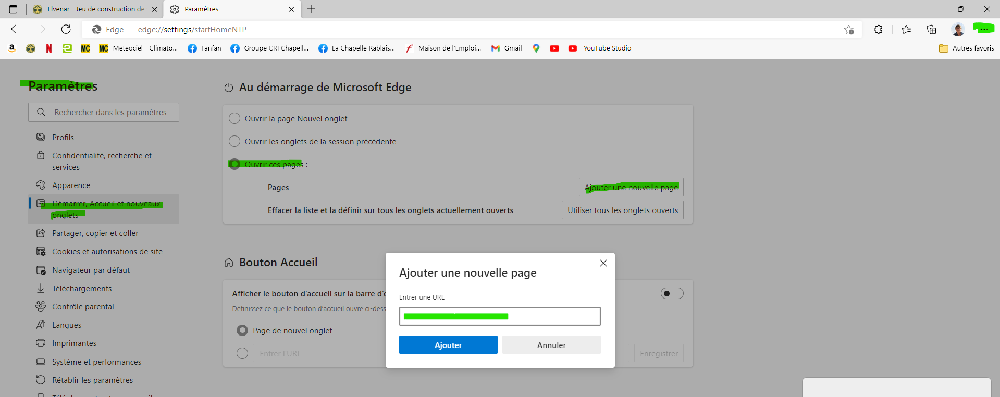 Elvenar - Jeu de construction de
Paramètres
Edge
edge://settings/startHomeNTP
Meteociel - Climato...
Fanfan
Groupe CRI Chapell...
La Chapelle Rablais...
Maison de l'Emploi...
Gmail
YouTube Studio
Autres favoris
Paramètres
Rechercher dans les paramètres
Profils
Confidentialité, recherche et
services
Apparence
Démarrer, Accueil et nouveaux
onglets
Partager, copier et coller
Cookies et autorisations de site
Navigateur par défaut
Téléchargements
Contrôle parental
Langues
Imprimantes
Système et performances
Rétablir les paramètres
Au démarrage de Microsoft Edge
Ouvrir la page Nouvel onglet
Ouvrir les onglets de la session précédente
Ouvrir ces pages :
Pages
Ajouter une nouvelle page
Effacer la liste et la définir sur tous les onglets actuellement ouverts
Utiliser tous les onglets ouverts
Bouton Accueil
Afficher le bouton d'accueil sur la barre d'o
Définissez ce que le bouton d'accueil ouvre ci-dess
Page de nouvel onglet
Entrer l'URL
Enregistrer
Ajouter une nouvelle page
Entrer une URL
Ajouter
Annuler